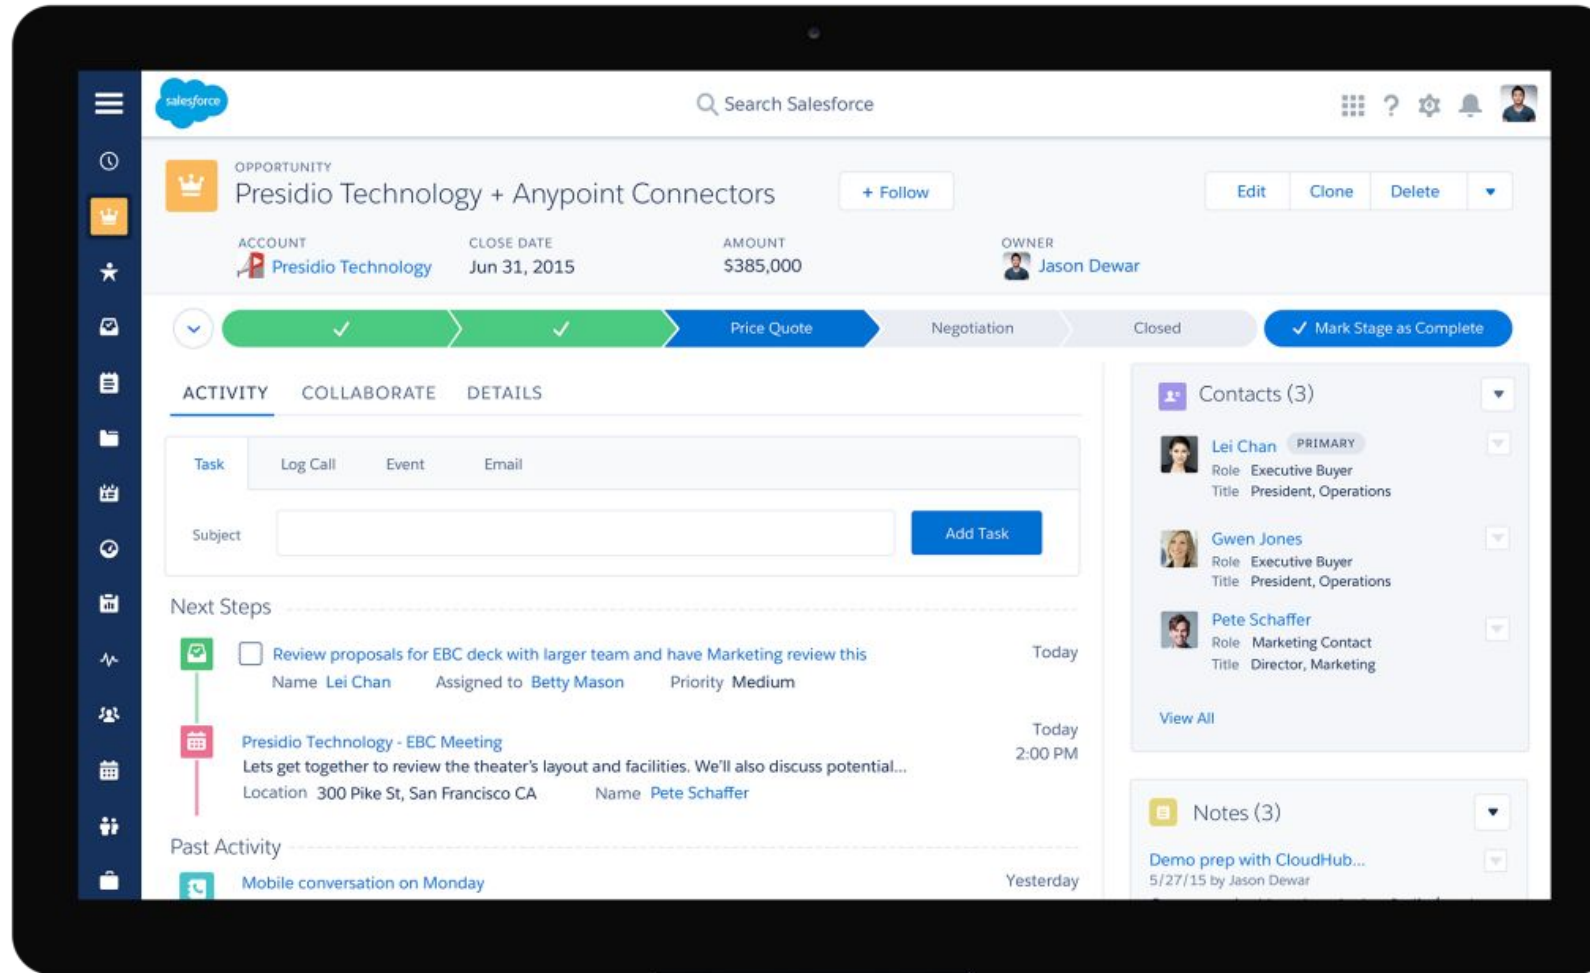 salesforce
Search Salesforce
?
OPPORTUNITY
Presidio Technology + Anypoint Connectors
+ Follow
Edit Clone Delete
ACCOUNT CLOSE DATE AMOUNT OWNER
Presidio Technology Jun 31, 2015 $385,000 Jason Dewar
Price Quote Negotiation Closed Mark Stage as Complete
ACTIVITY COLLABORATE DETAILS
Task Log Call Event Email
Subject Add Task
Next Steps
Review proposals for EBC deck with larger team and have Marketing review this Today
Name Lei Chan Assigned to Betty Mason Priority Medium
Presidio Technology - EBC Meeting Today
Lets get together to review the theater's layout and facilities. We'll also discuss potential... 2:00 PM
Location 300 Pike St, San Francisco CA Name Pete Schaffer
Past Activity
Mobile conversation on Monday Yesterday
Contacts (3)
Lei Chan PRIMARY
Role Executive Buyer
Title President, Operations
Gwen Jones
Role Executive Buyer
Title President, Operations
Pete Schaffer
Role Marketing Contact
Title Director, Marketing
View All
Notes (3)
Demo prep with CloudHub...
5/27/15 by Jason Dewar